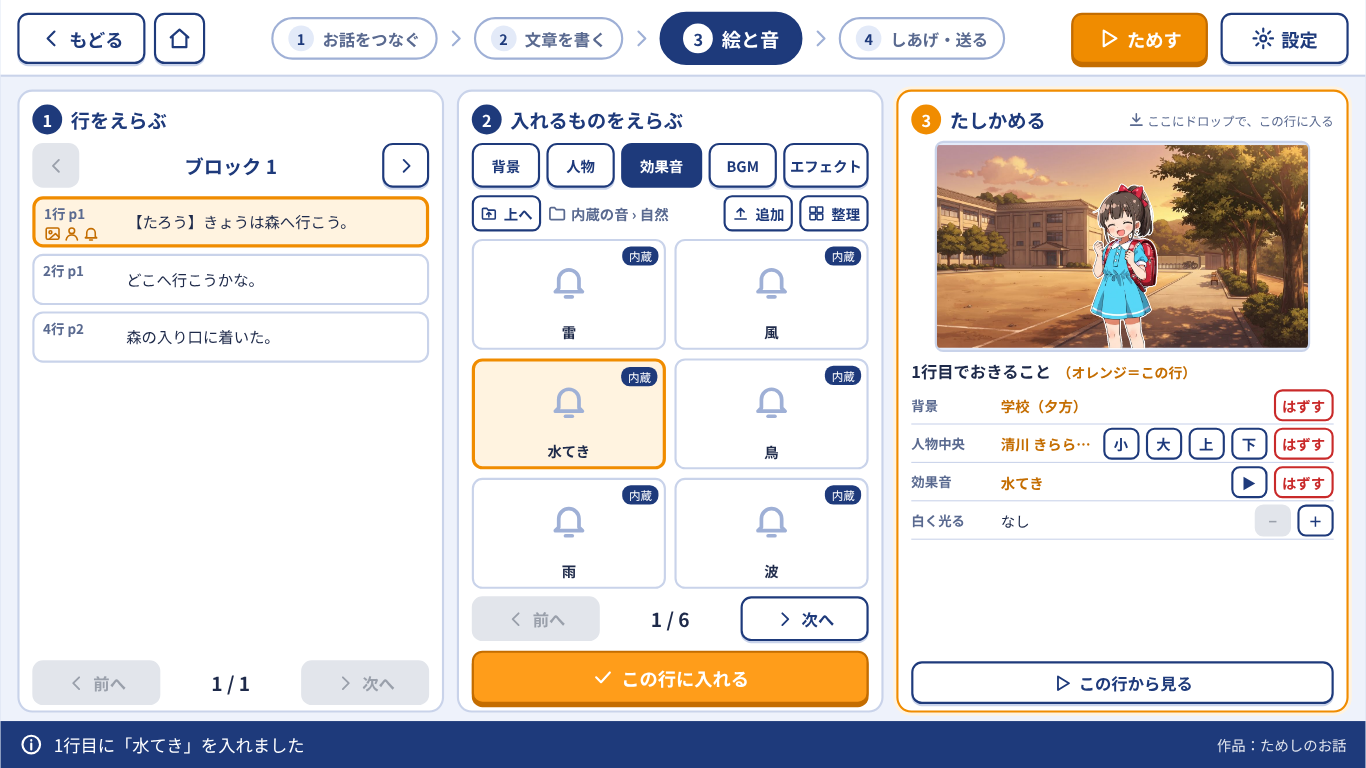 もどる
1 お話をつなぐ
2 文章を書く
3 絵と音
4 しあげ・送る
ためす
設定
1 行をえらぶ
ブロック 1
1行 p1 【たろう】きょうは森へ行こう。
2行 p1 どこへ行こうかな。
4行 p2 森の入り口に着いた。
前へ 1 / 1 次へ
2 入れるものをえらぶ
背景 人物 効果音 BGM エフェクト
上へ 内蔵の音 › 自然 追加 整理
内蔵
雷
内蔵
風
内蔵
水てき
内蔵
鳥
内蔵
雨
内蔵
波
前へ 1 / 6 次へ
この行に入れる
3 たしかめる ここにドロップで、この行に入る
1行目でおきること （オレンジ＝この行）
背景 学校（夕方） はずす
人物中央 清川 きらら… 小 大 上 下 はずす
効果音 水てき はずす
白く光る なし − ＋
この行から見る
1行目に「水てき」を入れました
作品：ためしのお話